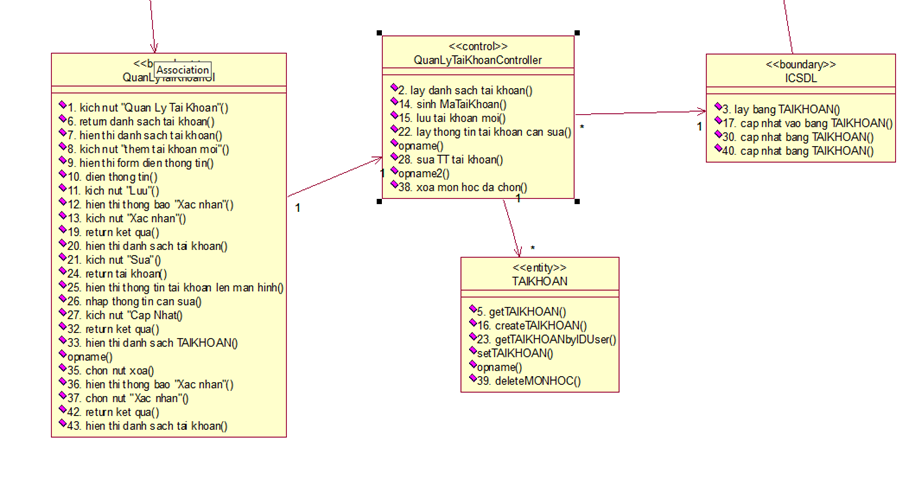 <<b
Association
QuanLyTaiKhoanUI
1. kich nut "Quan Ly Tai Khoan"()
6. return danh sach tai khoan()
7. hien thi danh sach tai khoan()
8. kich nut "them tai khoan moi"()
9. hien thi form dien thong tin()
10. dien thong tin()
11. kich nut "Luu"()
12. hien thi thong bao "Xac nhan"()
13. kich nut "Xac nhan"()
19. return ket qua()
20. hien thi danh sach tai khoan()
21. kich nut "Sua"()
24. return tai khoan()
25. hien thi thong tin tai khoan len man hinh()
26. nhap thong tin can sua()
27. kich nut "Cap Nhat()
32. return ket qua()
33. hien thi danh sach TAIKHOAN()
opname()
35. chon nut xoa()
36. hien thi thong bao "Xac nhan"()
37. chon nut "Xac nhan"()
42. return ket qua()
43. hien thi danh sach tai khoan()
1
1
<<control>>
QuanLyTaiKhoanController
2. lay danh sach tai khoan()
14. sinh MaTaiKhoan()
15. luu tai khoan moi()
22. lay thong tin tai khoan can sua()
opname()
28. sua TT tai khoan()
opname2()
38. xoa mon hoc da chon()
1
*
*
1
<<boundary>>
ICSDL
3. lay bang TAIKHOAN()
17. cap nhat vao bang TAIKHOAN()
30. cap nhat bang TAIKHOAN()
40. cap nhat bang TAIKHOAN()
<<entity>>
TAIKHOAN
5. getTAIKHOAN()
16. createTAIKHOAN()
23. getTAIKHOANbyIDUser()
setTAIKHOAN()
opname()
39. deleteMONHOC()